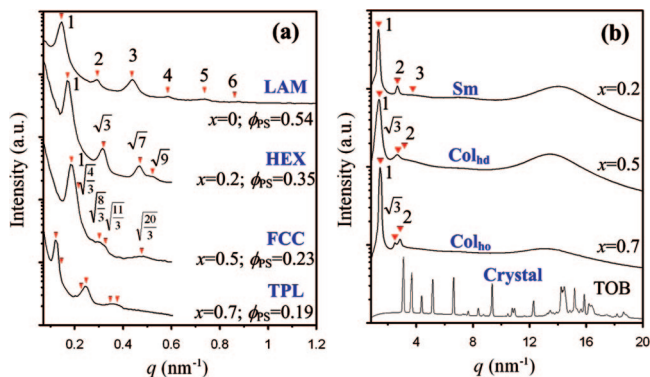 (a)
1
2
3
4
5
6
LAM
x=0; ϕPS=0.54
1
√3
√7
√9
HEX
x=0.2; ϕPS=0.35
1
√4/3
√8/3
√11/3
√20/3
FCC
x=0.5; ϕPS=0.23
TPL
x=0.7; ϕPS=0.19
Intensity (a.u.)
0.0 0.2 0.4 0.6 0.8 1.0 1.2
q (nm⁻¹)
(b)
1
2
3
Sm
x=0.2
1
√3
2
Colhd
x=0.5
1
√3
2
Colho
x=0.7
Crystal
TOB
Intensity (a.u.)
4 8 12 16 20
q (nm⁻¹)